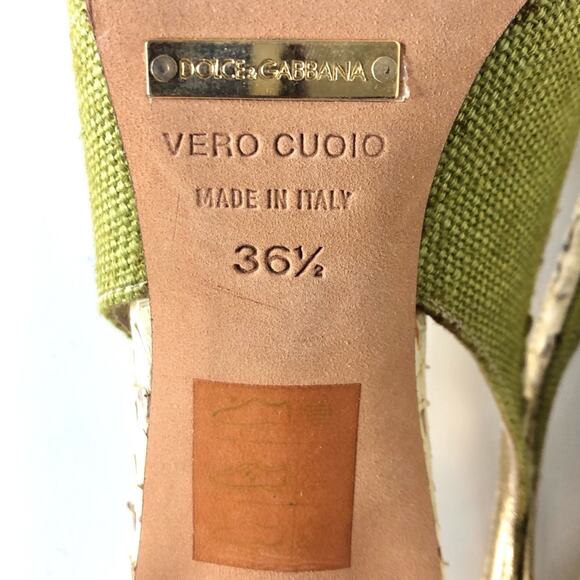 DOLCE & GABBANA
VERO CUOIO
MADE IN ITALY
36½